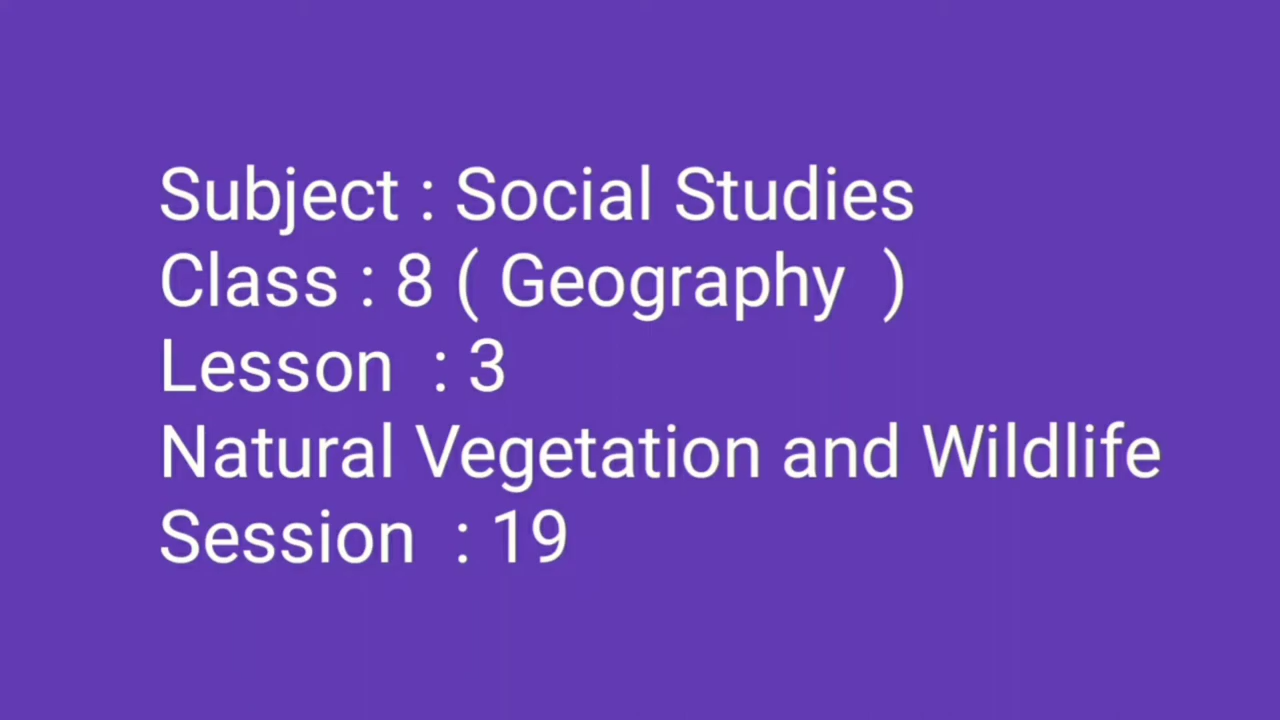 Subject : Social Studies
Class : 8 ( Geography  )
Lesson  : 3
Natural Vegetation and Wildlife
Session  : 19